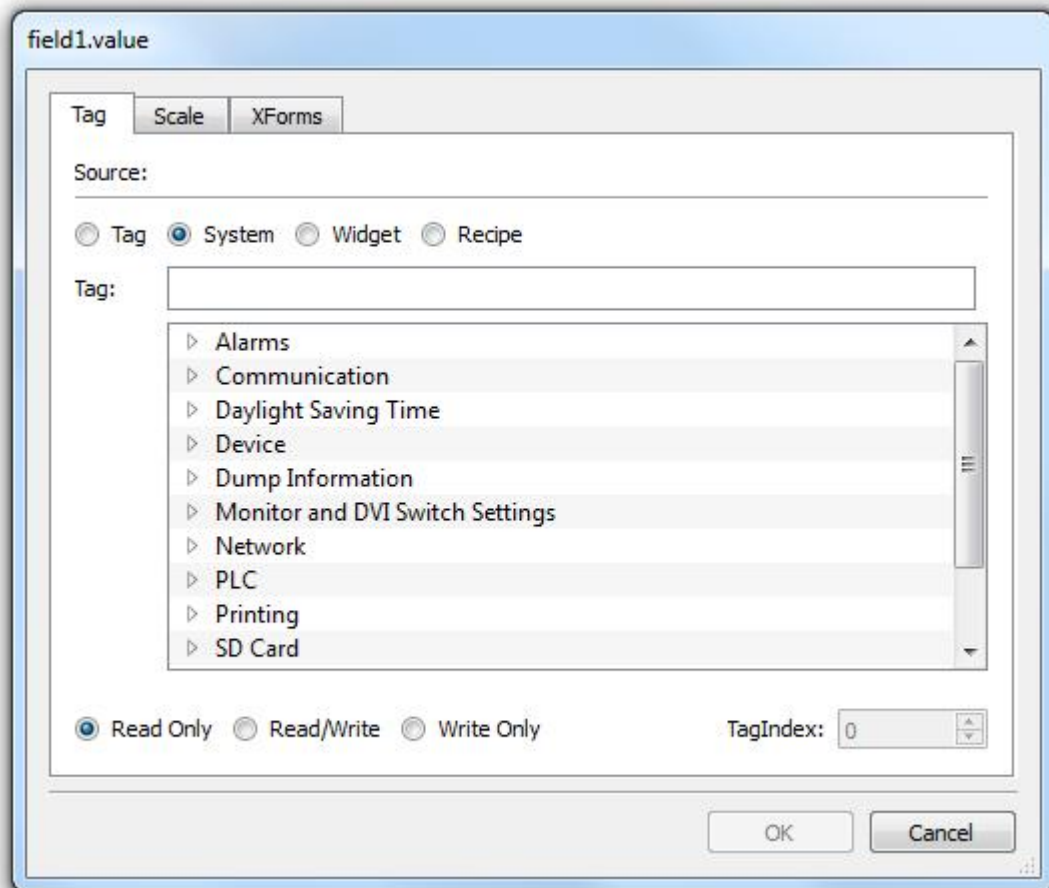 field1.value
Tag Scale XForms
Source:
Tag System Widget Recipe
Tag:
Alarms
Communication
Daylight Saving Time
Device
Dump Information
Monitor and DVI Switch Settings
Network
PLC
Printing
SD Card
Read Only Read/Write Write Only TagIndex: 0
OK Cancel